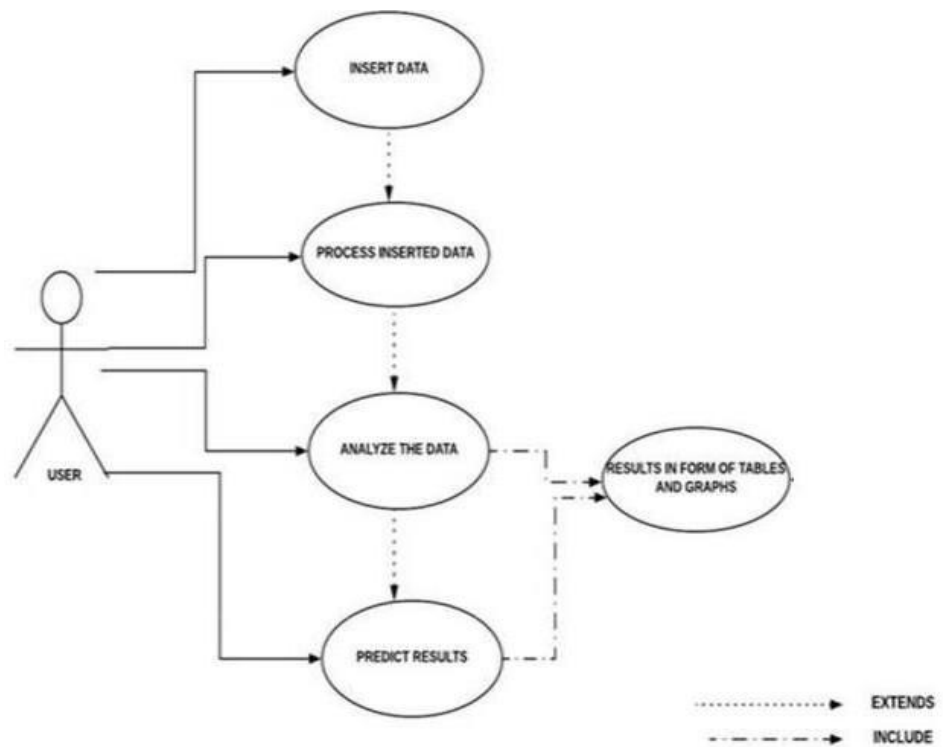 INSERT DATA
PROCESS INSERTED DATA
USER
ANALYZE THE DATA
RESULTS IN FORM OF TABLES
AND GRAPHS
PREDICT RESULTS
EXTENDS
INCLUDE